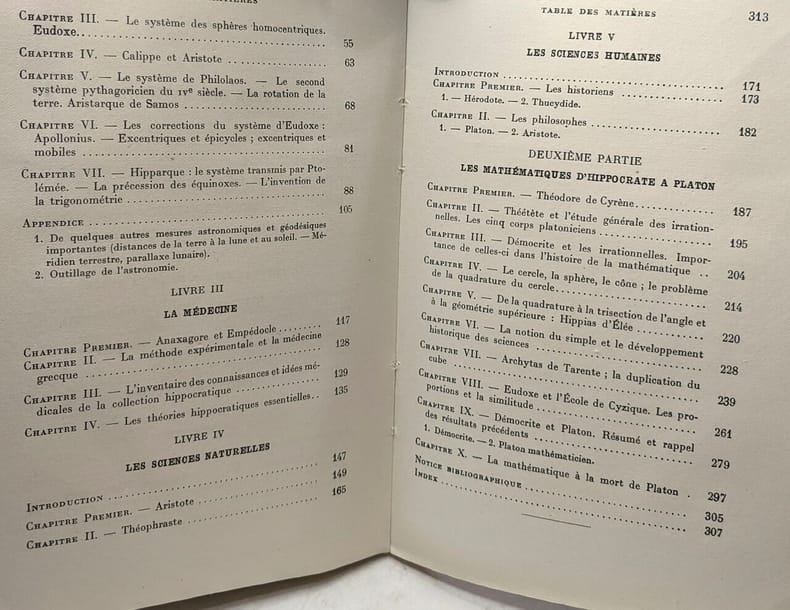 CHAPITRE III. — Le système des sphères homocentriques.
Eudoxe.. 55
CHAPITRE IV. — Calippe et Aristote 63
CHAPITRE V. — Le système de Philolaos. — Le second
système pythagoricien du IVe siècle. — La rotation de la
terre. Aristarque de Samos 68
CHAPITRE VI. — Les corrections du système d'Eudoxe :
Apollonius. — Excentriques et épicycles ; excentriques et
mobiles 81
CHAPITRE VII. — Hipparque : le système transmis par Pto-
lémée. — La précession des équinoxes. — L'invention de
la trigonométrie 88
APPENDICE 105
1. De quelques autres mesures astronomiques et géodésiques
importantes (distances de la terre à la lune et au soleil. — Mé-
ridien terrestre, parallaxe lunaire).
2. Outillage de l'astronomie.
LIVRE III
LA MÉDECINE
CHAPITRE PREMIER. — Anaxagore et Empédocle 117
CHAPITRE II. — La méthode expérimentale et la médecine
grecque 128
CHAPITRE III. — L'inventaire des connaissances et idées mé-
dicales de la collection hippocratique 129
CHAPITRE IV. — Les théories hippocratiques essentielles.. 135
LIVRE IV
LES SCIENCES NATURELLES
INTRODUCTION 147
CHAPITRE PREMIER. — Aristote 149
CHAPITRE II. — Théophraste 165
TABLE DES MATIÈRES 313
LIVRE V
LES SCIENCES HUMAINES
INTRODUCTION 171
CHAPITRE PREMIER. — Les historiens 173
1. — Hérodote. — 2. Thucydide.
CHAPITRE II. — Les philosophes 182
1. — Platon. — 2. Aristote.
DEUXIÈME PARTIE
LES MATHÉMATIQUES D'HIPPOCRATE A PLATON
CHAPITRE PREMIER. — Théodore de Cyrène 187
CHAPITRE II. — Théétète et l'étude générale des irration-
nelles. Les cinq corps platoniciens 195
CHAPITRE III. — Démocrite et les irrationnelles. Impor-
tance de celles-ci dans l'histoire de la mathématique .. 204
CHAPITRE IV. — Le cercle, la sphère, le cône ; le problème
de la quadrature du cercle 214
CHAPITRE V. — De la quadrature à la trisection de l'angle et
à la géométrie supérieure : Hippias d'Élée 220
CHAPITRE VI. — La notion du simple et le développement
historique des sciences 228
CHAPITRE VII. — Archytas de Tarente ; la duplication du
cube 239
CHAPITRE VIII. — Eudoxe et l'École de Cyzique. Les pro-
portions et la similitude 261
CHAPITRE IX. — Démocrite et Platon. Résumé et rappel
des résultats précédents 279
1. Démocrite. — 2. Platon mathématicien.
CHAPITRE X. — La mathématique à la mort de Platon . 297
NOTICE BIBLIOGRAPHIQUE 305
INDEX 307